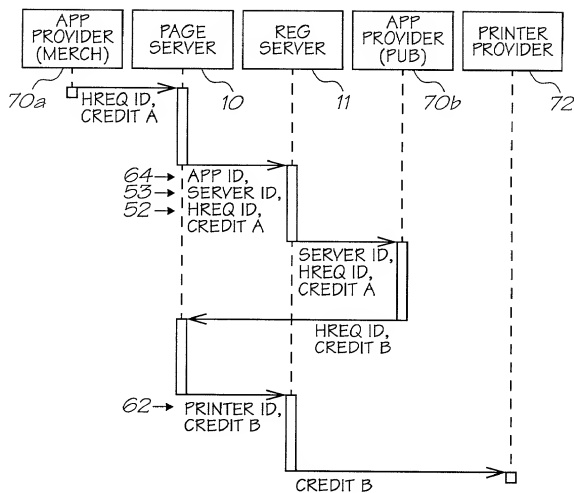 APP
PROVIDER
(MERCH)
PAGE
SERVER
REG
SERVER
APP
PROVIDER
(PUB)
PRINTER
PROVIDER
70a
10
11
70b
72
HREQ ID,
CREDIT A
64
APP ID,
53
SERVER ID,
52
HREQ ID,
CREDIT A
SERVER ID,
HREQ ID,
CREDIT A
HREQ ID,
CREDIT B
62
PRINTER ID,
CREDIT B
CREDIT B